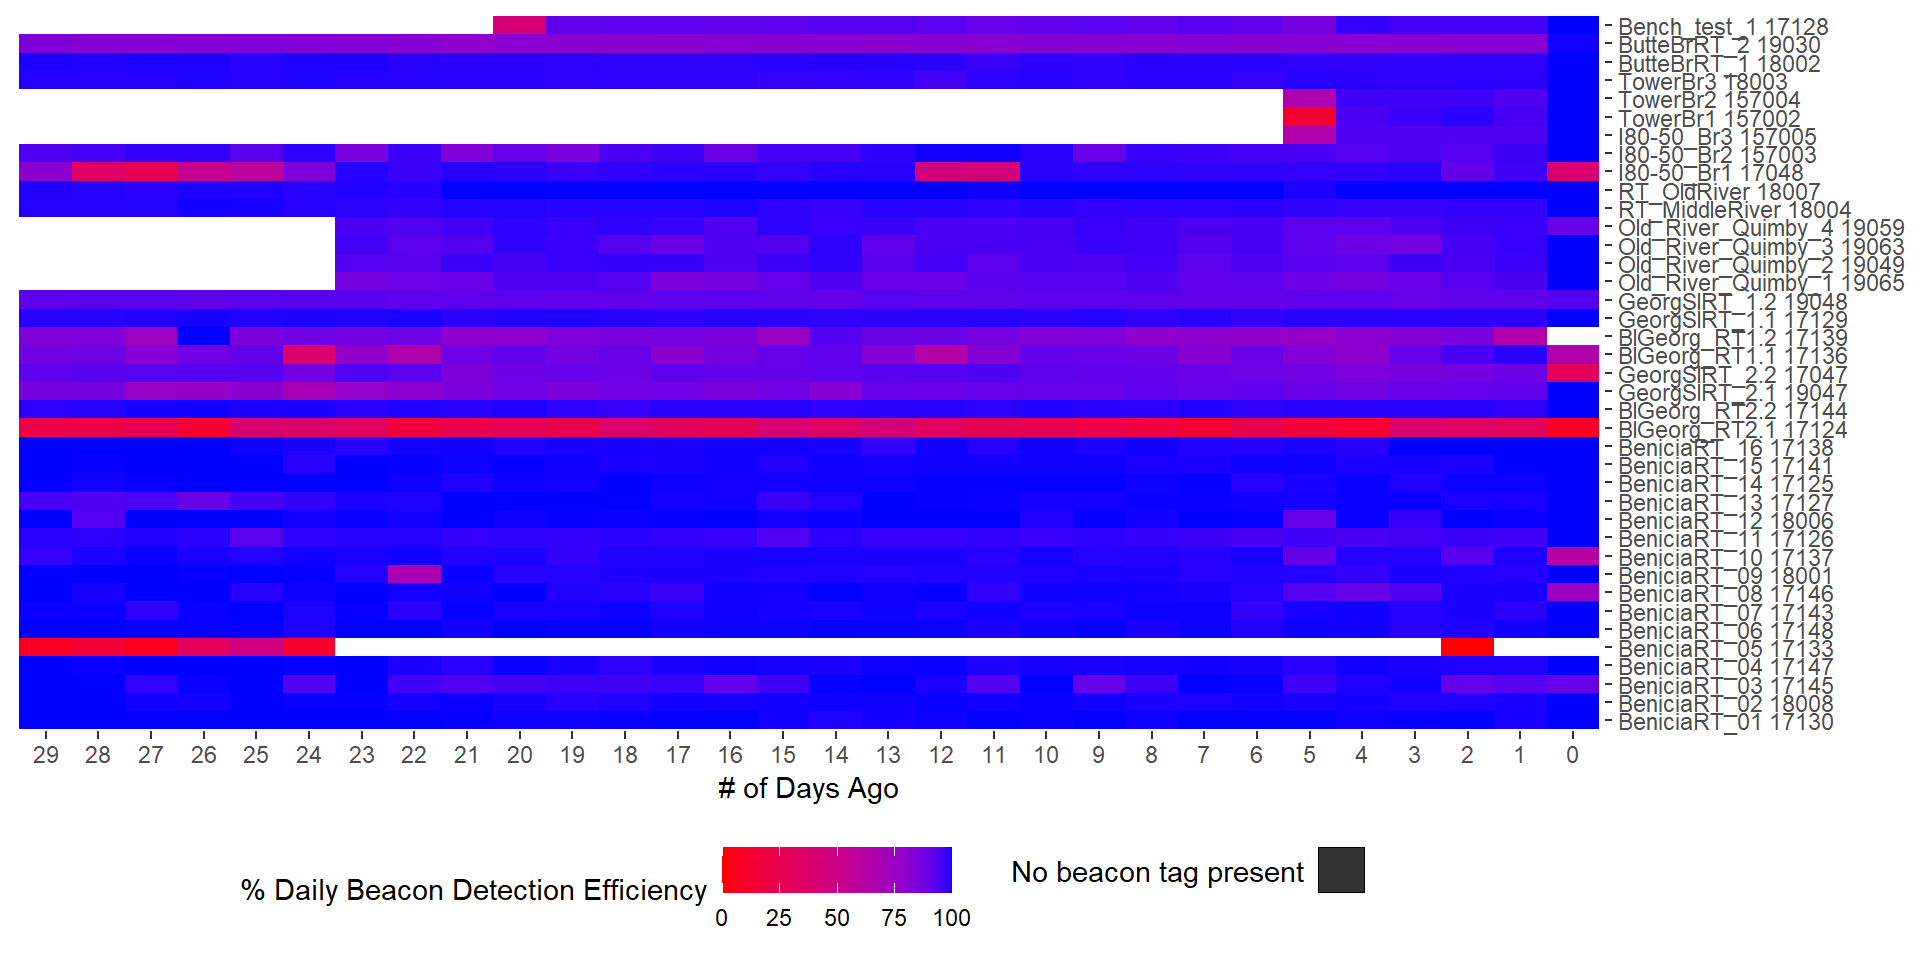 Bench_test_1 17128
ButteBrRT_2 19030
ButteBrRT_1 18002
TowerBr3 18003
TowerBr2 157004
TowerBr1 157002
I80-50_Br3 157005
I80-50_Br2 157003
I80-50_Br1 17048
RT_OldRiver 18007
RT_MiddleRiver 18004
Old_River_Quimby_4 19059
Old_River_Quimby_3 19063
Old_River_Quimby_2 19049
Old_River_Quimby_1 19065
GeorgSlRT_1.2 19048
GeorgSlRT_1.1 17129
BlGeorg_RT1.2 17139
BlGeorg_RT1.1 17136
GeorgSlRT_2.2 17047
GeorgSlRT_2.1 19047
BlGeorg_RT2.2 17144
BlGeorg_RT2.1 17124
BeniciaRT_16 17138
BeniciaRT_15 17141
BeniciaRT_14 17125
BeniciaRT_13 17127
BeniciaRT_12 18006
BeniciaRT_11 17126
BeniciaRT_10 17137
BeniciaRT_09 18001
BeniciaRT_08 17146
BeniciaRT_07 17143
BeniciaRT_06 17148
BeniciaRT_05 17133
BeniciaRT_04 17147
BeniciaRT_03 17145
BeniciaRT_02 18008
BeniciaRT_01 17130
29 28 27 26 25 24 23 22 21 20 19 18 17 16 15 14 13 12 11 10 9 8 7 6 5 4 3 2 1 0
# of Days Ago
% Daily Beacon Detection Efficiency
0 25 50 75 100
No beacon tag present